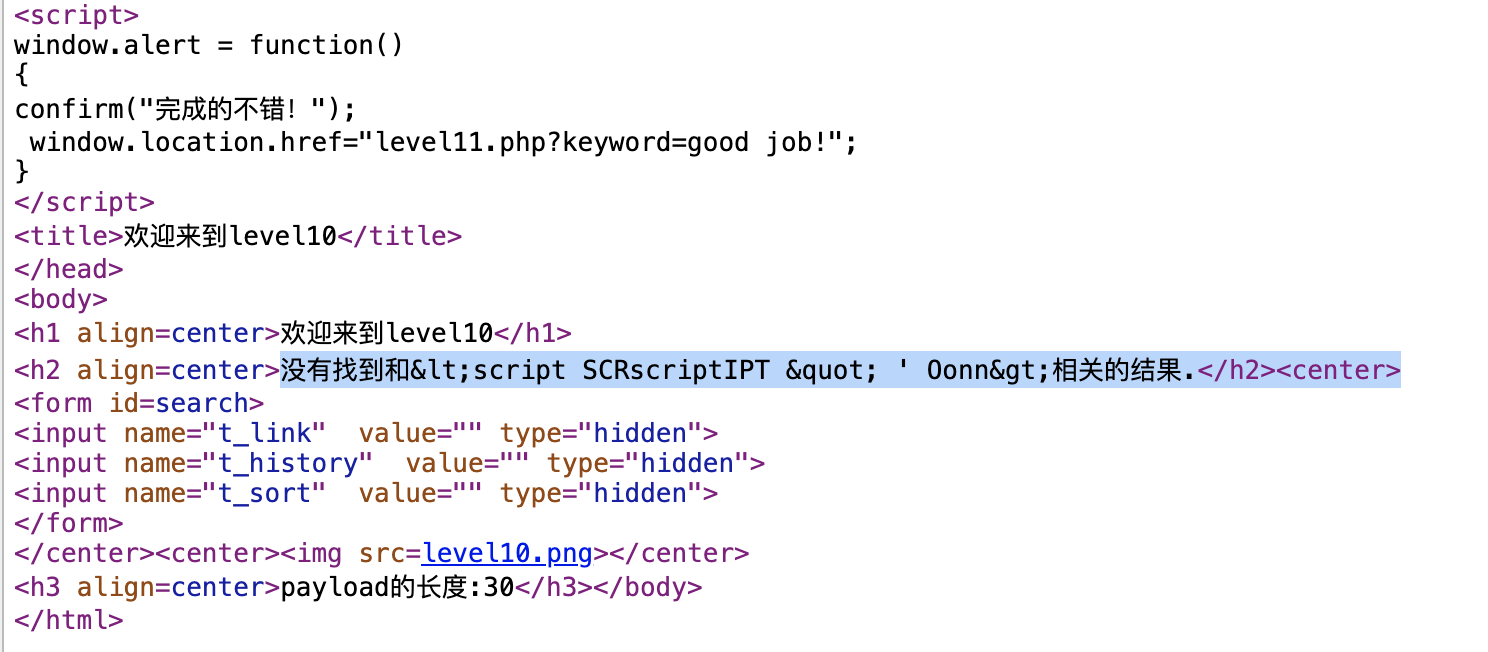 <script>
window.alert = function()
{
confirm("完成的不错！");
 window.location.href="level11.php?keyword=good job!";
}
</script>
<title>欢迎来到level10</title>
</head>
<body>
<h1 align=center>欢迎来到level10</h1>
<h2 align=center>没有找到和&lt;script SCRscriptIPT &quot; ' Oonn&gt;相关的结果.</h2><center>
<form id=search>
<input name="t_link"  value="" type="hidden">
<input name="t_history"  value="" type="hidden">
<input name="t_sort"  value="" type="hidden">
</form>
</center><center><img src=level10.png></center>
<h3 align=center>payload的长度:30</h3></body>
</html>